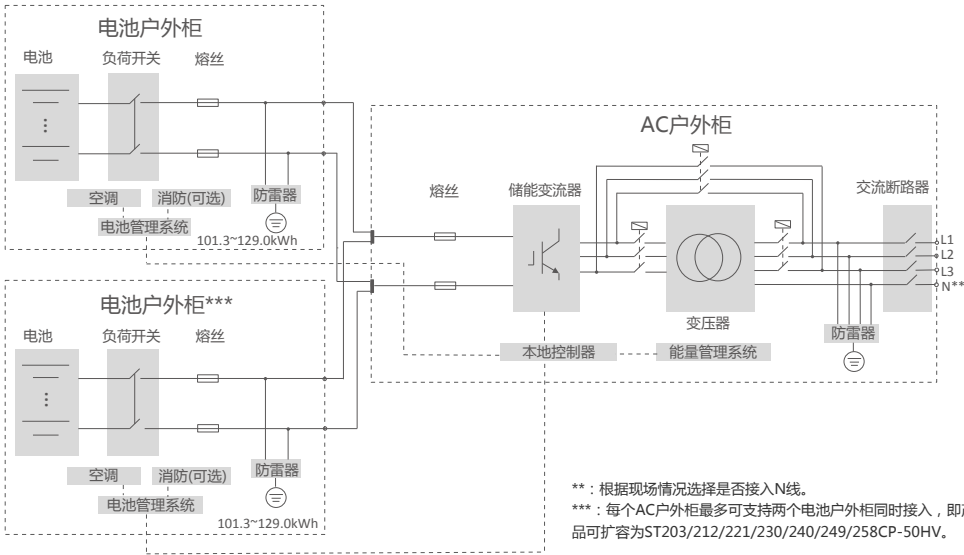 电池户外柜
电池 负荷开关 熔丝
空调 消防(可选) 防雷器
电池管理系统
101.3~129.0kWh
电池户外柜***
电池 负荷开关 熔丝
空调 消防(可选) 防雷器
电池管理系统
101.3~129.0kWh
AC户外柜
熔丝 储能变流器 交流断路器
L1
L2
L3
N**
变压器
防雷器
本地控制器 能量管理系统
**：根据现场情况选择是否接入N线。
***：每个AC户外柜最多可支持两个电池户外柜同时接入，即产
品可扩容为ST203/212/221/230/240/249/258CP-50HV。